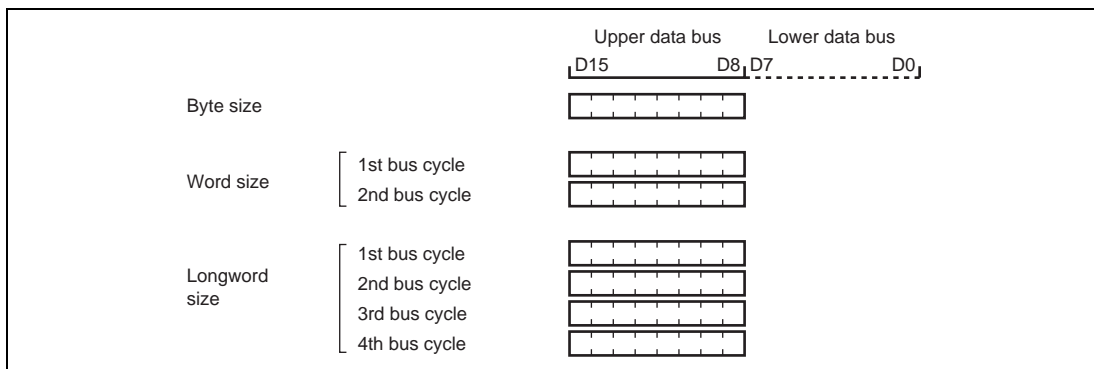 Upper data bus Lower data bus
D15 D8 D7 D0
Byte size
Word size
1st bus cycle
2nd bus cycle
Longword
size
1st bus cycle
2nd bus cycle
3rd bus cycle
4th bus cycle